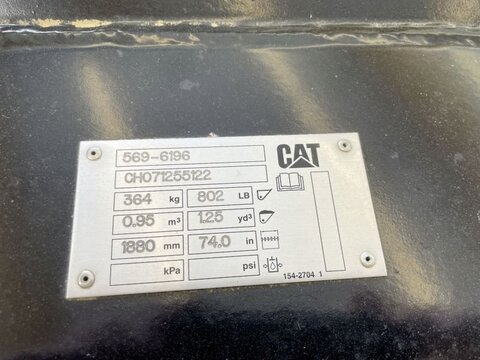 569-6196
CAT
CH071255122
364 kg 802 LB
0.95 m³ 1.25 yd³
1880 mm 74.0 in
kPa psi
154-2704 1